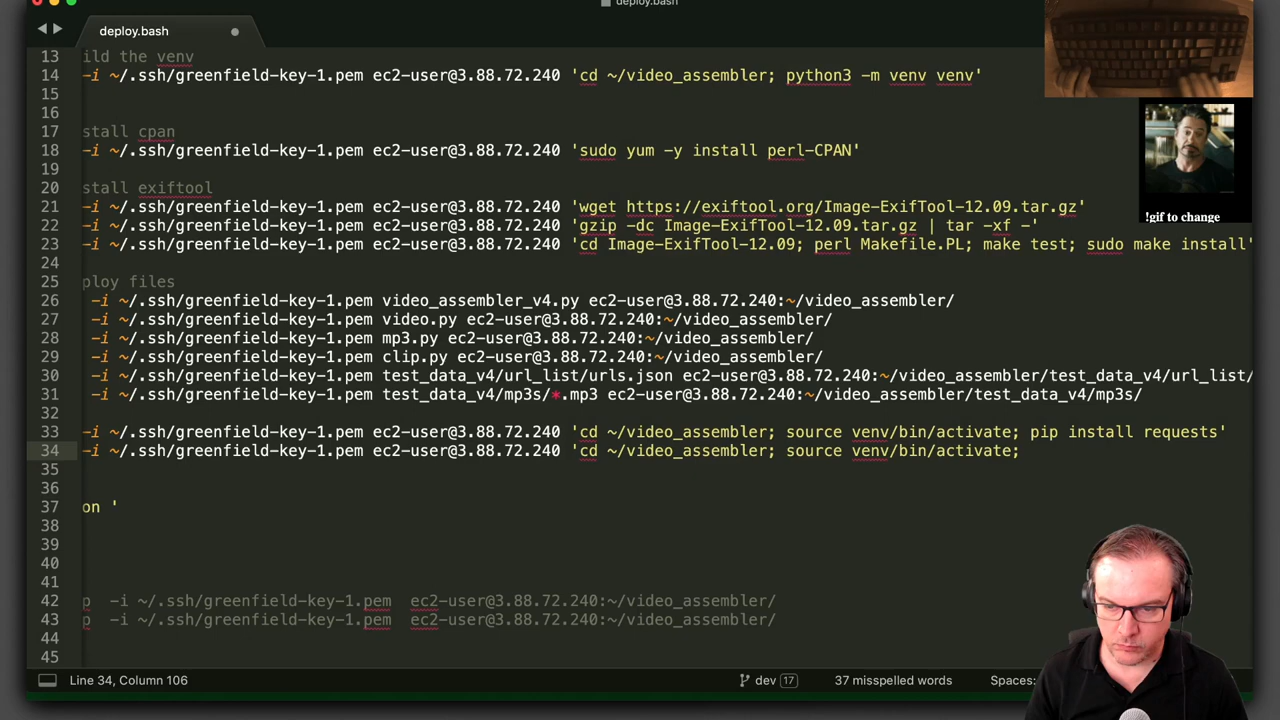 deploy.bash
deploy.bash
13 ild the venv
14 -i ~/.ssh/greenfield-key-1.pem ec2-user@3.88.72.240 'cd ~/video_assembler; python3 -m venv venv'
15
16
17 stall cpan
18 -i ~/.ssh/greenfield-key-1.pem ec2-user@3.88.72.240 'sudo yum -y install perl-CPAN'
19
20 stall exiftool
21 -i ~/.ssh/greenfield-key-1.pem ec2-user@3.88.72.240 'wget https://exiftool.org/Image-ExifTool-12.09.tar.gz'
22 -i ~/.ssh/greenfield-key-1.pem ec2-user@3.88.72.240 'gzip -dc Image-ExifTool-12.09.tar.gz | tar -xf -'
23 -i ~/.ssh/greenfield-key-1.pem ec2-user@3.88.72.240 'cd Image-ExifTool-12.09; perl Makefile.PL; make test; sudo make install'
24
25 ploy files
26 -i ~/.ssh/greenfield-key-1.pem video_assembler_v4.py ec2-user@3.88.72.240:~/video_assembler/
27 -i ~/.ssh/greenfield-key-1.pem video.py ec2-user@3.88.72.240:~/video_assembler/
28 -i ~/.ssh/greenfield-key-1.pem mp3.py ec2-user@3.88.72.240:~/video_assembler/
29 -i ~/.ssh/greenfield-key-1.pem clip.py ec2-user@3.88.72.240:~/video_assembler/
30 -i ~/.ssh/greenfield-key-1.pem test_data_v4/url_list/urls.json ec2-user@3.88.72.240:~/video_assembler/test_data_v4/url_list/
31 -i ~/.ssh/greenfield-key-1.pem test_data_v4/mp3s/*.mp3 ec2-user@3.88.72.240:~/video_assembler/test_data_v4/mp3s/
32
33 -i ~/.ssh/greenfield-key-1.pem ec2-user@3.88.72.240 'cd ~/video_assembler; source venv/bin/activate; pip install requests'
34 -i ~/.ssh/greenfield-key-1.pem ec2-user@3.88.72.240 'cd ~/video_assembler; source venv/bin/activate;
35
36
37 on '
38
39
40
41
42 p -i ~/.ssh/greenfield-key-1.pem ec2-user@3.88.72.240:~/video_assembler/
43 p -i ~/.ssh/greenfield-key-1.pem ec2-user@3.88.72.240:~/video_assembler/
44
45
!gif to change
Line 34, Column 106 dev 17 37 misspelled words Spaces: